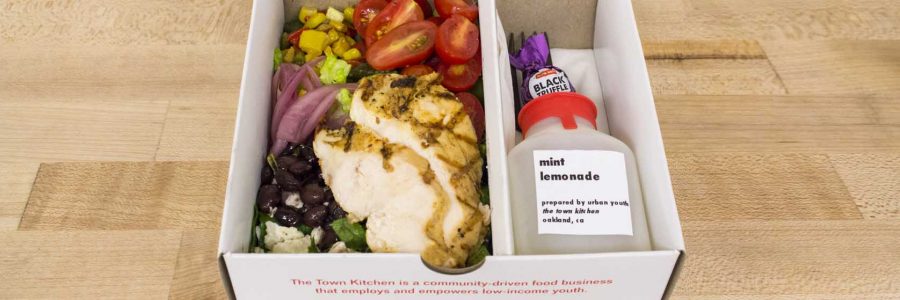 BLACK
TRUFFLE
mint
lemonade
prepared by urban youth
the town kitchen
oakland, ca
The Town Kitchen is a community-driven food business
that employs and empowers low-income youth.